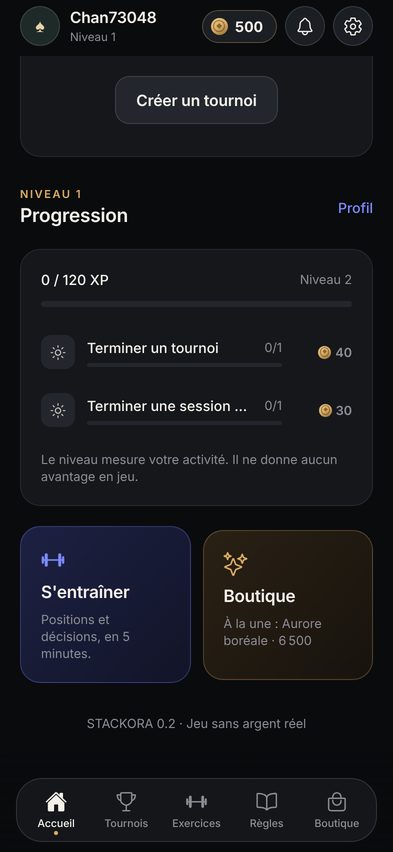 Chan73048
Niveau 1
500
Créer un tournoi
NIVEAU 1
Progression
Profil
0 / 120 XP
Niveau 2
Terminer un tournoi
0/1
40
Terminer une session ...
0/1
30
Le niveau mesure votre activité. Il ne donne aucun
avantage en jeu.
S'entraîner
Positions et
décisions, en 5
minutes.
Boutique
À la une : Aurore
boréale · 6 500
STACKORA 0.2 · Jeu sans argent réel
Accueil
Tournois
Exercices
Règles
Boutique